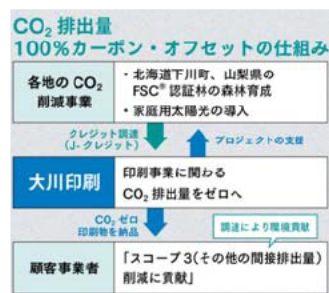 CO₂ 排出量
100%カーボン・オフセットの仕組み
各地の CO₂
削減事業
・北海道下川町、山梨県の
FSC® 認証林の森林育成
・家庭用太陽光の導入
クレジット調達
(J-クレジット)
プロジェクトの支援
大川印刷
印刷事業に関わる
CO₂ 排出量をゼロへ
CO₂ ゼロ
印刷物を納品
調達により環境貢献
顧客事業者
「スコープ3(その他の間接排出量)
削減に貢献」